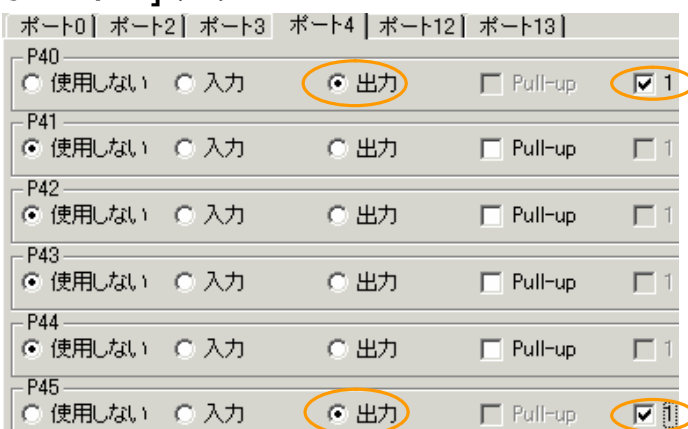 ポート0 ポート2 ポート3 ポート4 ポート12 ポート13
P40
使用しない 入力 出力 Pull-up 1
P41
使用しない 入力 出力 Pull-up 1
P42
使用しない 入力 出力 Pull-up 1
P43
使用しない 入力 出力 Pull-up 1
P44
使用しない 入力 出力 Pull-up 1
P45
使用しない 入力 出力 Pull-up 1